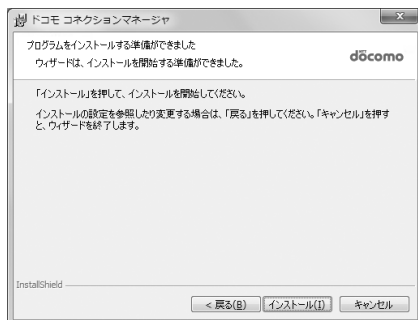 ドコモ コネクションマネージャ
プログラムをインストールする準備ができました
ウィザードは、インストールを開始する準備ができました。
döcomo
「インストール」を押して、インストールを開始してください。
インストールの設定を参照したり変更する場合は、「戻る」を押してください。「キャンセル」を押す
と、ウィザードを終了します。
InstallShield
< 戻る(B)
インストール(I)
キャンセル